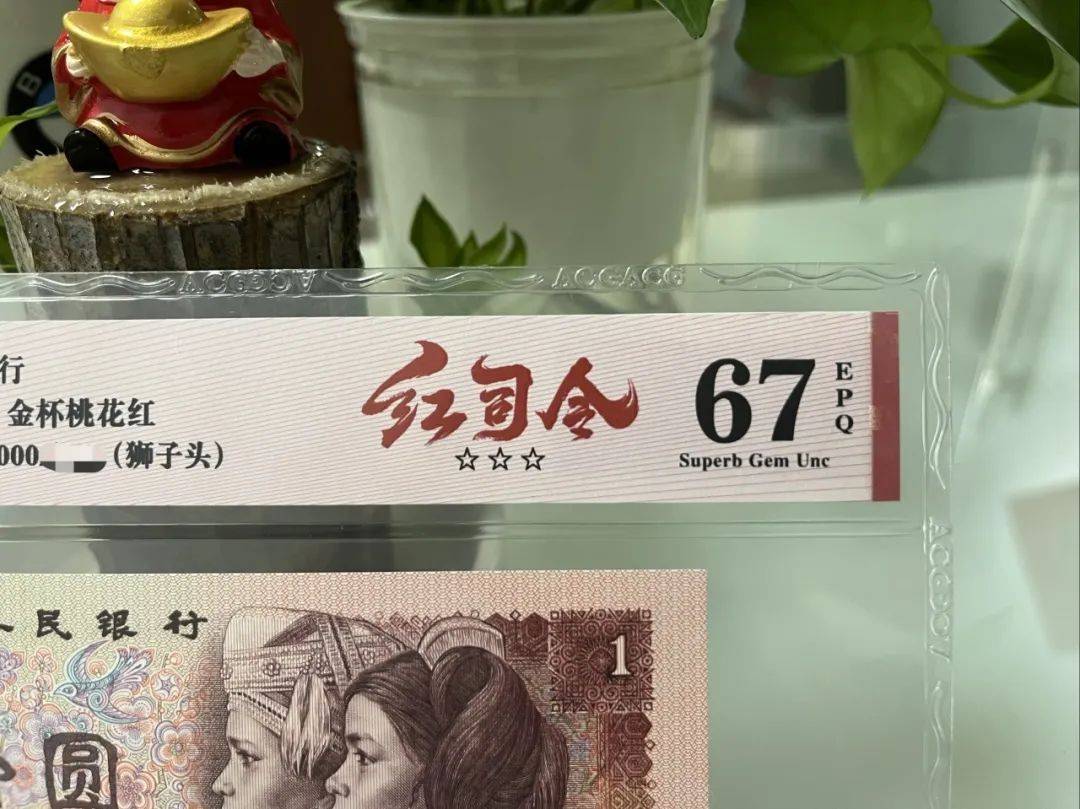 行
金杯桃花红
000
(狮子头)
红司令
☆☆☆
67
EPQ
Superb Gem Unc
ACGACG
人民银行
1
圆
B